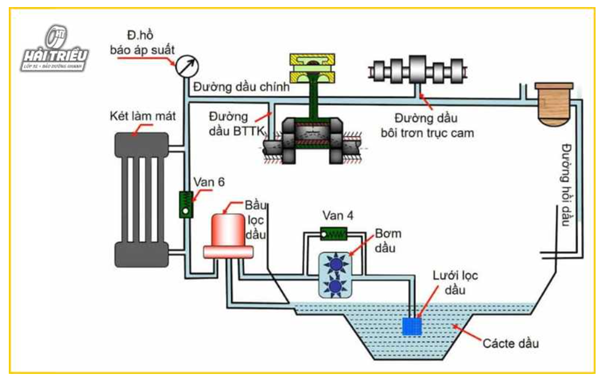 HẢI TRIỀU
LỐP XE - BẢO DƯỠNG NHANH
Đ.hồ
báo áp suất
Đường dầu chính
Két làm mát
Đường
dầu BTTK
Đường dầu
bôi trơn trục cam
Đường hồi dầu
Van 6
Bầu
lọc
dầu
Van 4
Bơm
dầu
Lưới lọc
dầu
Cácte dầu